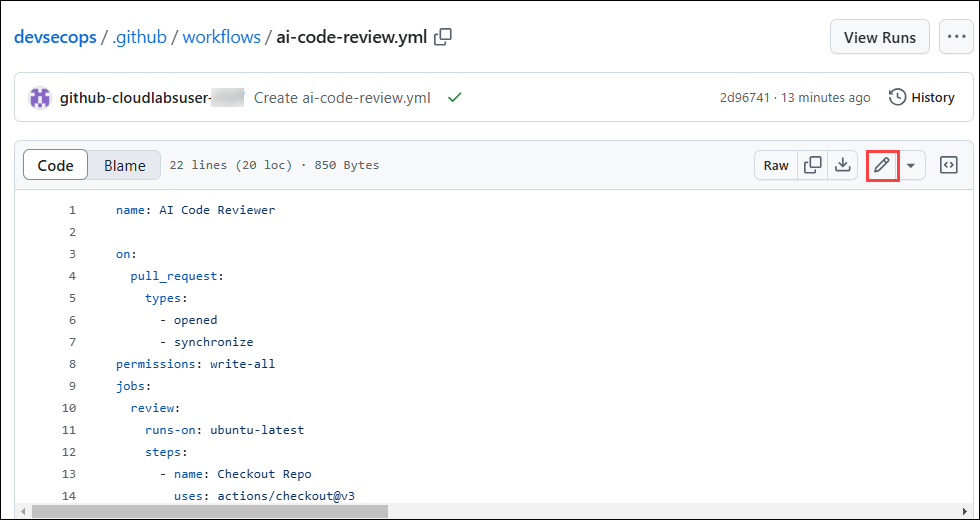 devsecops / .github / workflows / ai-code-review.yml
View Runs
github-cloudlabsuser- Create ai-code-review.yml
2d96741 · 13 minutes ago
History
Code
Blame
22 lines (20 loc) · 850 Bytes
Raw
1 name: AI Code Reviewer
2
3 on:
4 pull_request:
5 types:
6 - opened
7 - synchronize
8 permissions: write-all
9 jobs:
10 review:
11 runs-on: ubuntu-latest
12 steps:
13 - name: Checkout Repo
14 uses: actions/checkout@v3